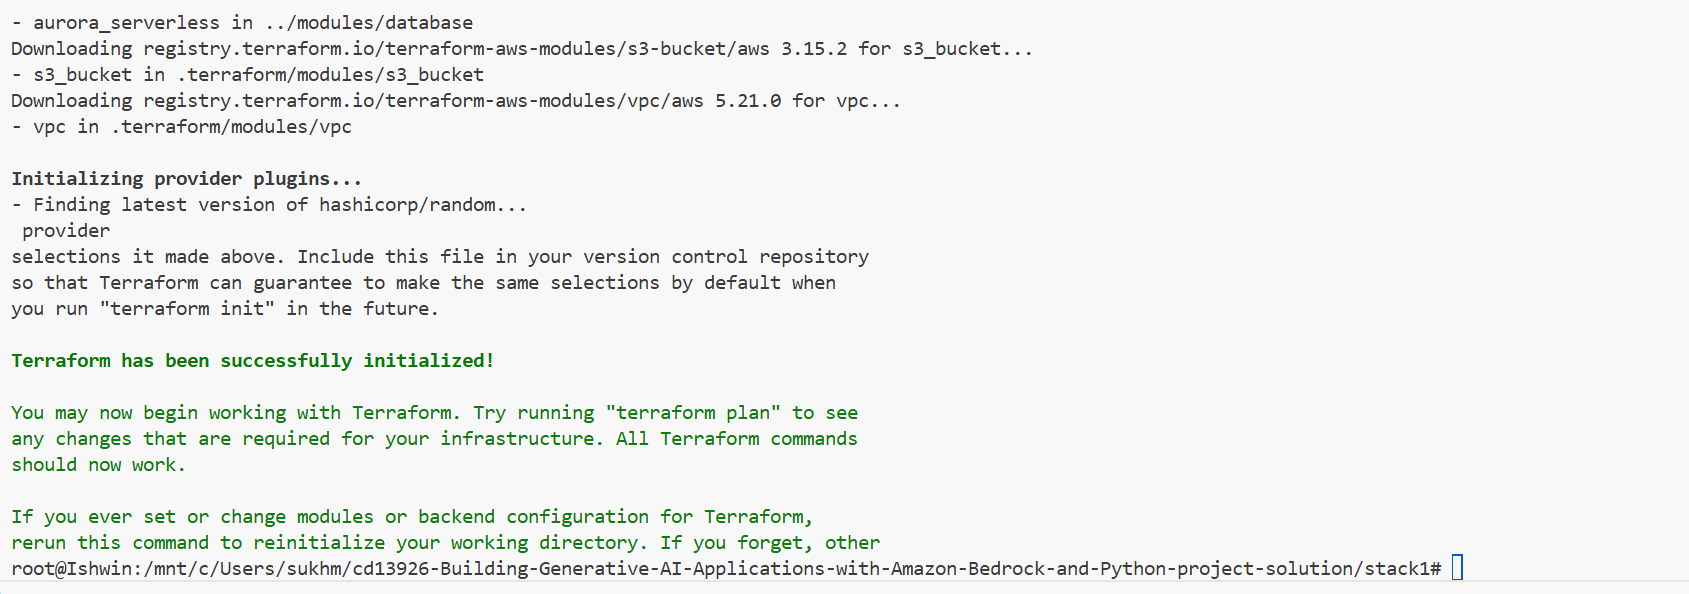 - aurora_serverless in ../modules/database
Downloading registry.terraform.io/terraform-aws-modules/s3-bucket/aws 3.15.2 for s3_bucket...
- s3_bucket in .terraform/modules/s3_bucket
Downloading registry.terraform.io/terraform-aws-modules/vpc/aws 5.21.0 for vpc...
- vpc in .terraform/modules/vpc

Initializing provider plugins...
- Finding latest version of hashicorp/random...
 provider
selections it made above. Include this file in your version control repository
so that Terraform can guarantee to make the same selections by default when
you run "terraform init" in the future.

Terraform has been successfully initialized!

You may now begin working with Terraform. Try running "terraform plan" to see
any changes that are required for your infrastructure. All Terraform commands
should now work.

If you ever set or change modules or backend configuration for Terraform,
rerun this command to reinitialize your working directory. If you forget, other
root@Ishwin:/mnt/c/Users/sukhm/cd13926-Building-Generative-AI-Applications-with-Amazon-Bedrock-and-Python-project-solution/stack1#